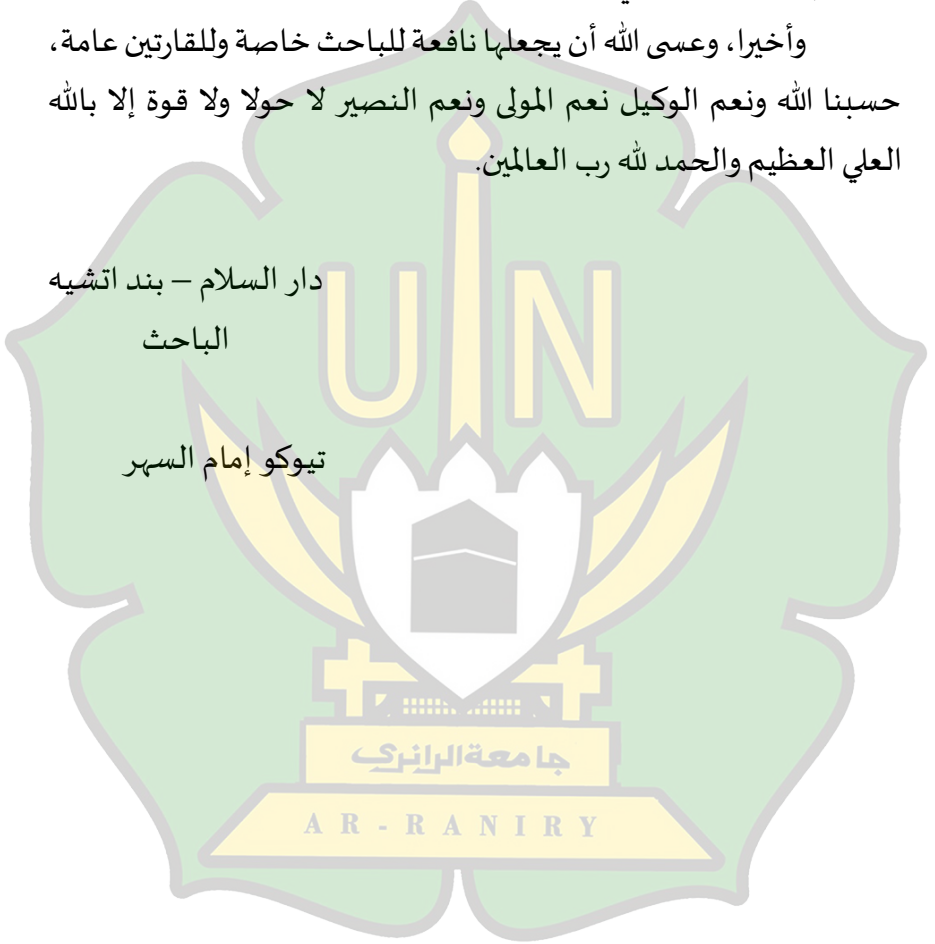 وأخيرا، وعسى الله أن يجعلها نافعة للباحث خاصة وللقارئين عامة،
حسبنا الله ونعم الوكيل نعم المولى ونعم النصير لا حولا ولا قوة إلا بالله
العلي العظيم والحمد لله رب العالمين.
دار السلام – بند اتشيه
الباحث
تيوكو إمام السهر
UIN
جامعة الرانري
AR-RANIRY